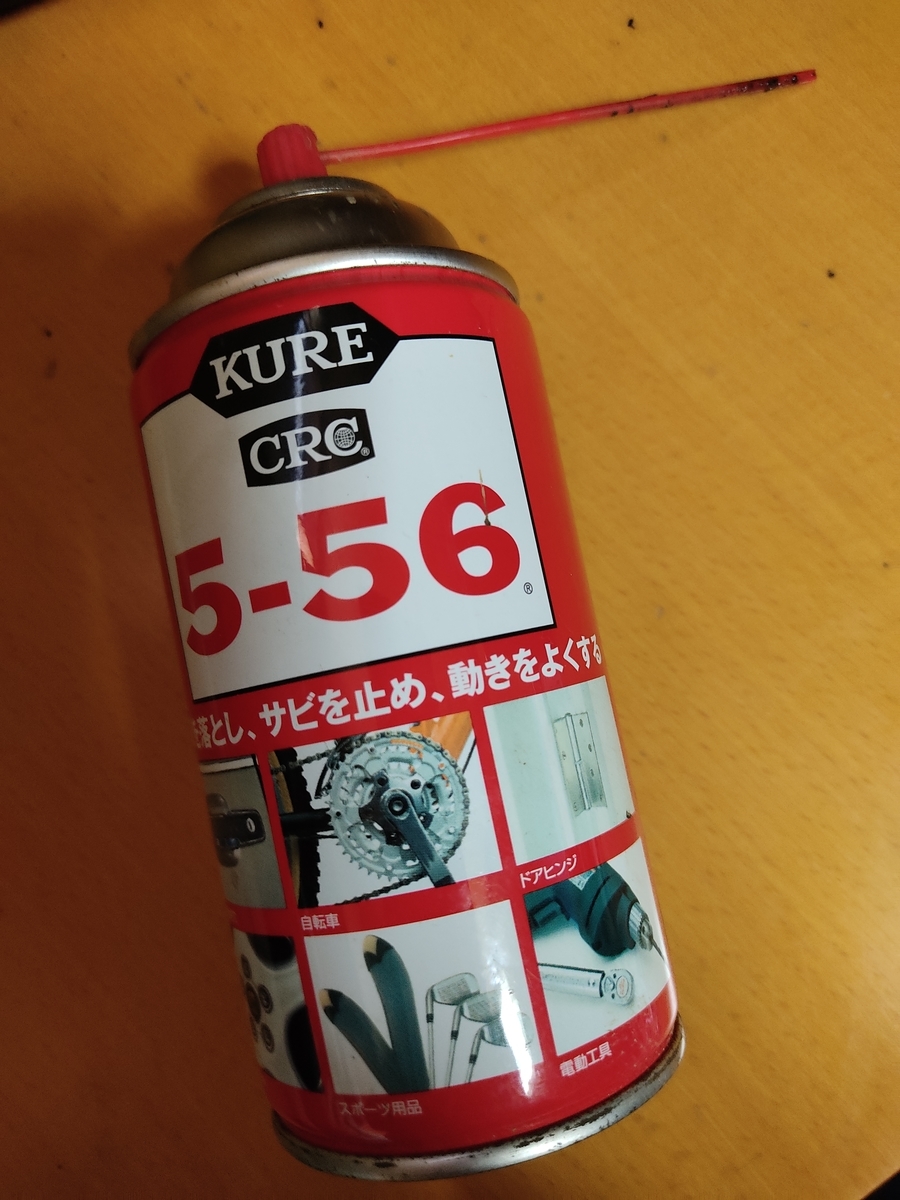 KURE
CRC®
5-56®
落とし、サビを止め、動きをよくする
自転車
ドアヒンジ
スポーツ用品
電動工具